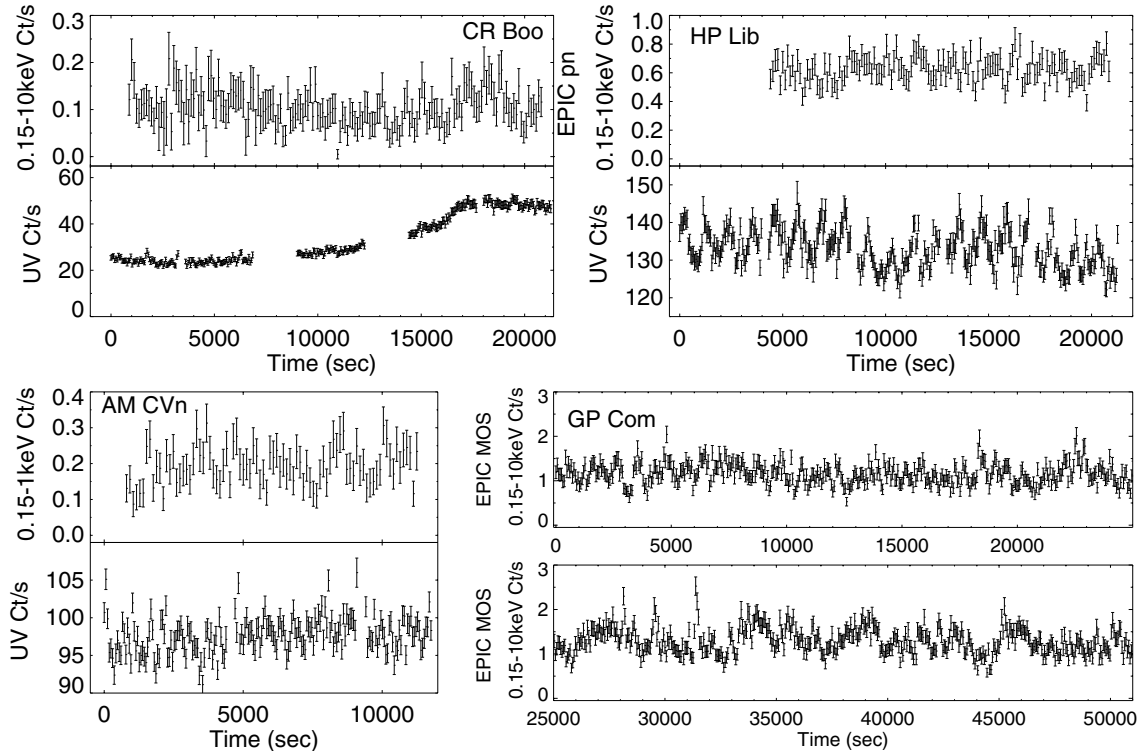 CR Boo
0.15-10keV Ct/s
0.3
0.2
0.1
0.0
UV Ct/s
60
40
20
0
0 5000 10000 15000 20000
Time (sec)
HP Lib
EPIC pn
0.15-10keV Ct/s
1.0
0.8
0.6
0.4
0.2
0.0
UV Ct/s
150
140
130
120
0 5000 10000 15000 20000
Time (sec)
AM CVn
0.15-1keV Ct/s
0.4
0.3
0.2
0.1
0.0
UV Ct/s
105
100
95
90
0 5000 10000
Time (sec)
GP Com
EPIC MOS
0.15-10keV Ct/s
3
2
1
0
0 5000 10000 15000 20000
EPIC MOS
0.15-10keV Ct/s
3
2
1
0
25000 30000 35000 40000 45000 50000
Time (sec)